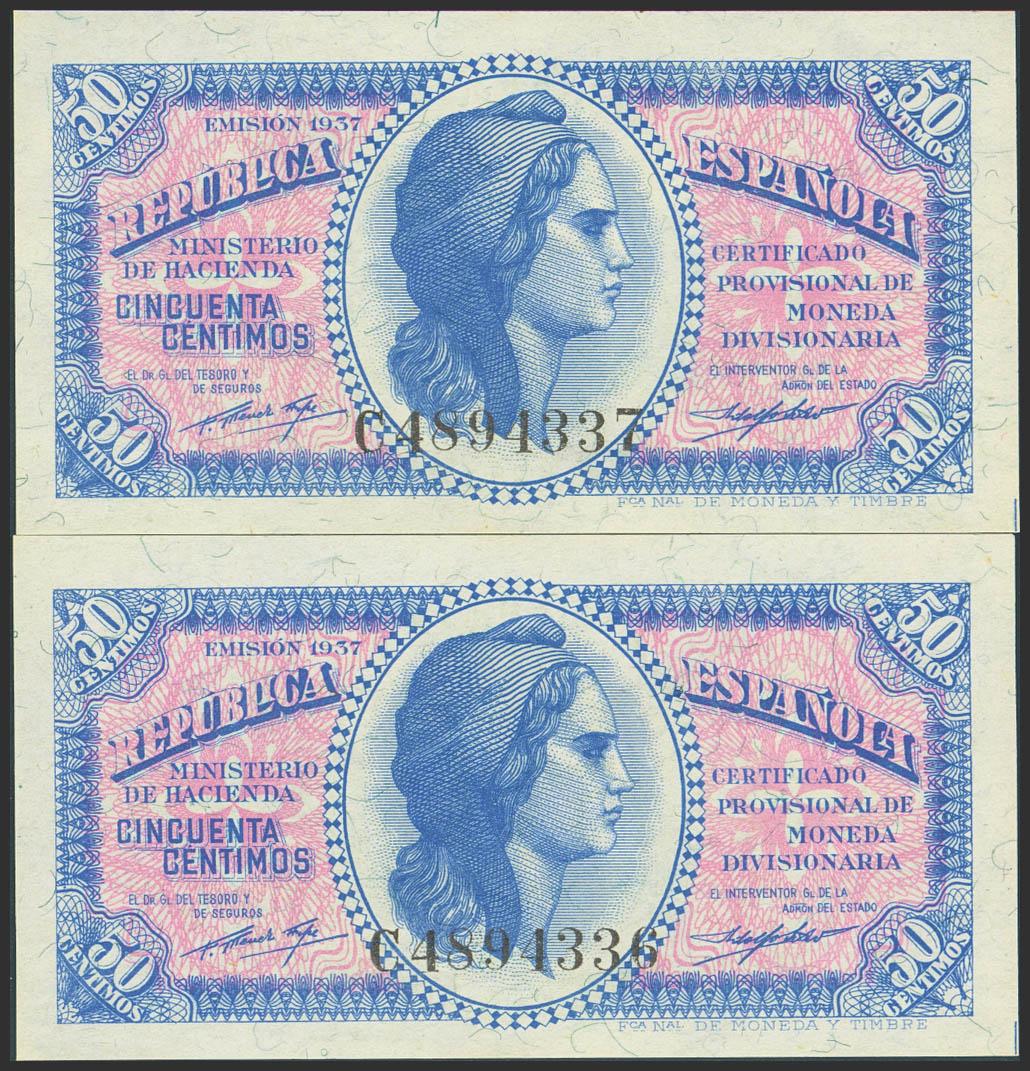 50 CENTIMOS
50 CENTIMOS
EMISIÓN 1937
REPUBLICA ESPAÑOLA
MINISTERIO
DE HACIENDA
CINCUENTA
CENTIMOS
EL DR. GL. DEL TESORO Y
DE SEGUROS
CERTIFICADO
PROVISIONAL DE
MONEDA
DIVISIONARIA
EL INTERVENTOR GL. DE LA
ADMÓN DEL ESTADO
C4894337
50 CENTIMOS
50 CENTIMOS
FCA NAL DE MONEDA Y TIMBRE
50 CENTIMOS
50 CENTIMOS
EMISIÓN 1937
REPUBLICA ESPAÑOLA
MINISTERIO
DE HACIENDA
CINCUENTA
CENTIMOS
EL DR. GL. DEL TESORO Y
DE SEGUROS
CERTIFICADO
PROVISIONAL DE
MONEDA
DIVISIONARIA
EL INTERVENTOR GL. DE LA
ADMÓN DEL ESTADO
C4894336
50 CENTIMOS
50 CENTIMOS
FCA NAL DE MONEDA Y TIMBRE